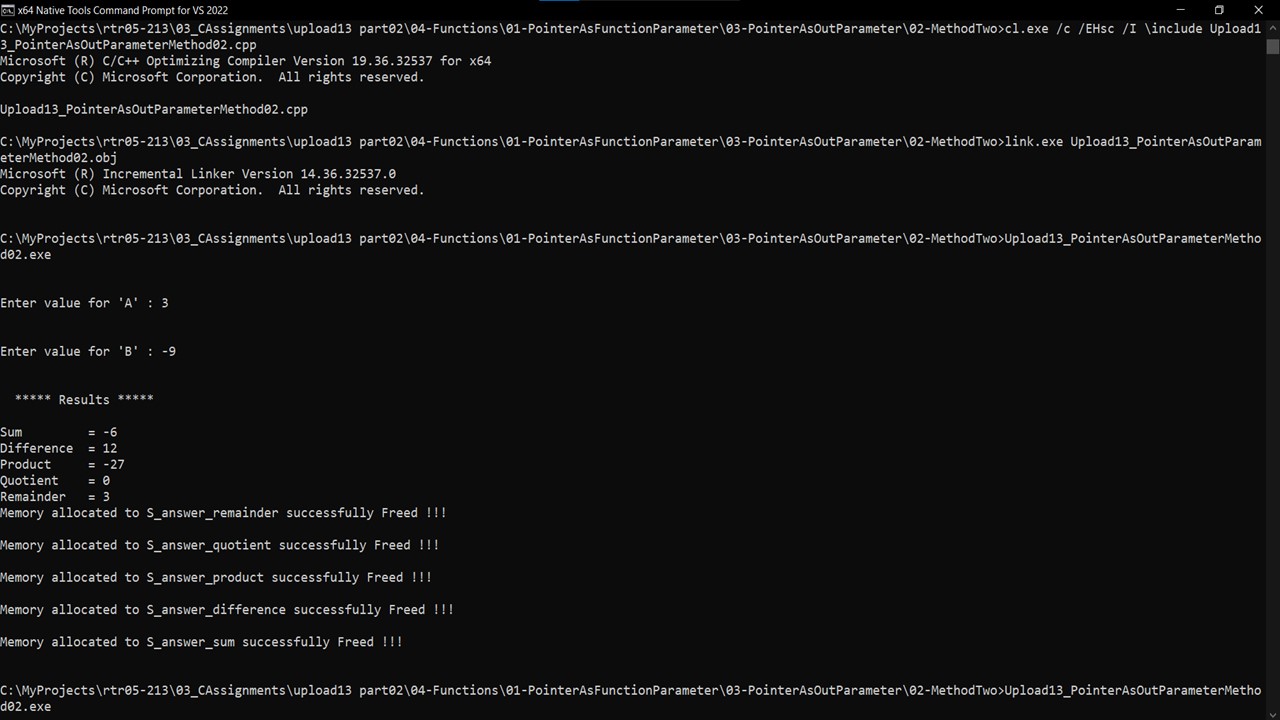 x64 Native Tools Command Prompt for VS 2022
C:\MyProjects\rtr05-213\03_CAssignments\upload13 part02\04-Functions\01-PointerAsFunctionParameter\03-PointerAsOutParameter\02-MethodTwo>cl.exe /c /EHsc /I \include Upload1
3_PointerAsOutParameterMethod02.cpp
Microsoft (R) C/C++ Optimizing Compiler Version 19.36.32537 for x64
Copyright (C) Microsoft Corporation.  All rights reserved.
Upload13_PointerAsOutParameterMethod02.cpp
C:\MyProjects\rtr05-213\03_CAssignments\upload13 part02\04-Functions\01-PointerAsFunctionParameter\03-PointerAsOutParameter\02-MethodTwo>link.exe Upload13_PointerAsOutParam
eterMethod02.obj
Microsoft (R) Incremental Linker Version 14.36.32537.0
Copyright (C) Microsoft Corporation.  All rights reserved.
C:\MyProjects\rtr05-213\03_CAssignments\upload13 part02\04-Functions\01-PointerAsFunctionParameter\03-PointerAsOutParameter\02-MethodTwo>Upload13_PointerAsOutParameterMetho
d02.exe
Enter value for 'A' : 3
Enter value for 'B' : -9
***** Results *****
Sum         = -6
Difference  = 12
Product     = -27
Quotient    = 0
Remainder   = 3
Memory allocated to S_answer_remainder successfully Freed !!!
Memory allocated to S_answer_quotient successfully Freed !!!
Memory allocated to S_answer_product successfully Freed !!!
Memory allocated to S_answer_difference successfully Freed !!!
Memory allocated to S_answer_sum successfully Freed !!!
C:\MyProjects\rtr05-213\03_CAssignments\upload13 part02\04-Functions\01-PointerAsFunctionParameter\03-PointerAsOutParameter\02-MethodTwo>Upload13_PointerAsOutParameterMetho
d02.exe